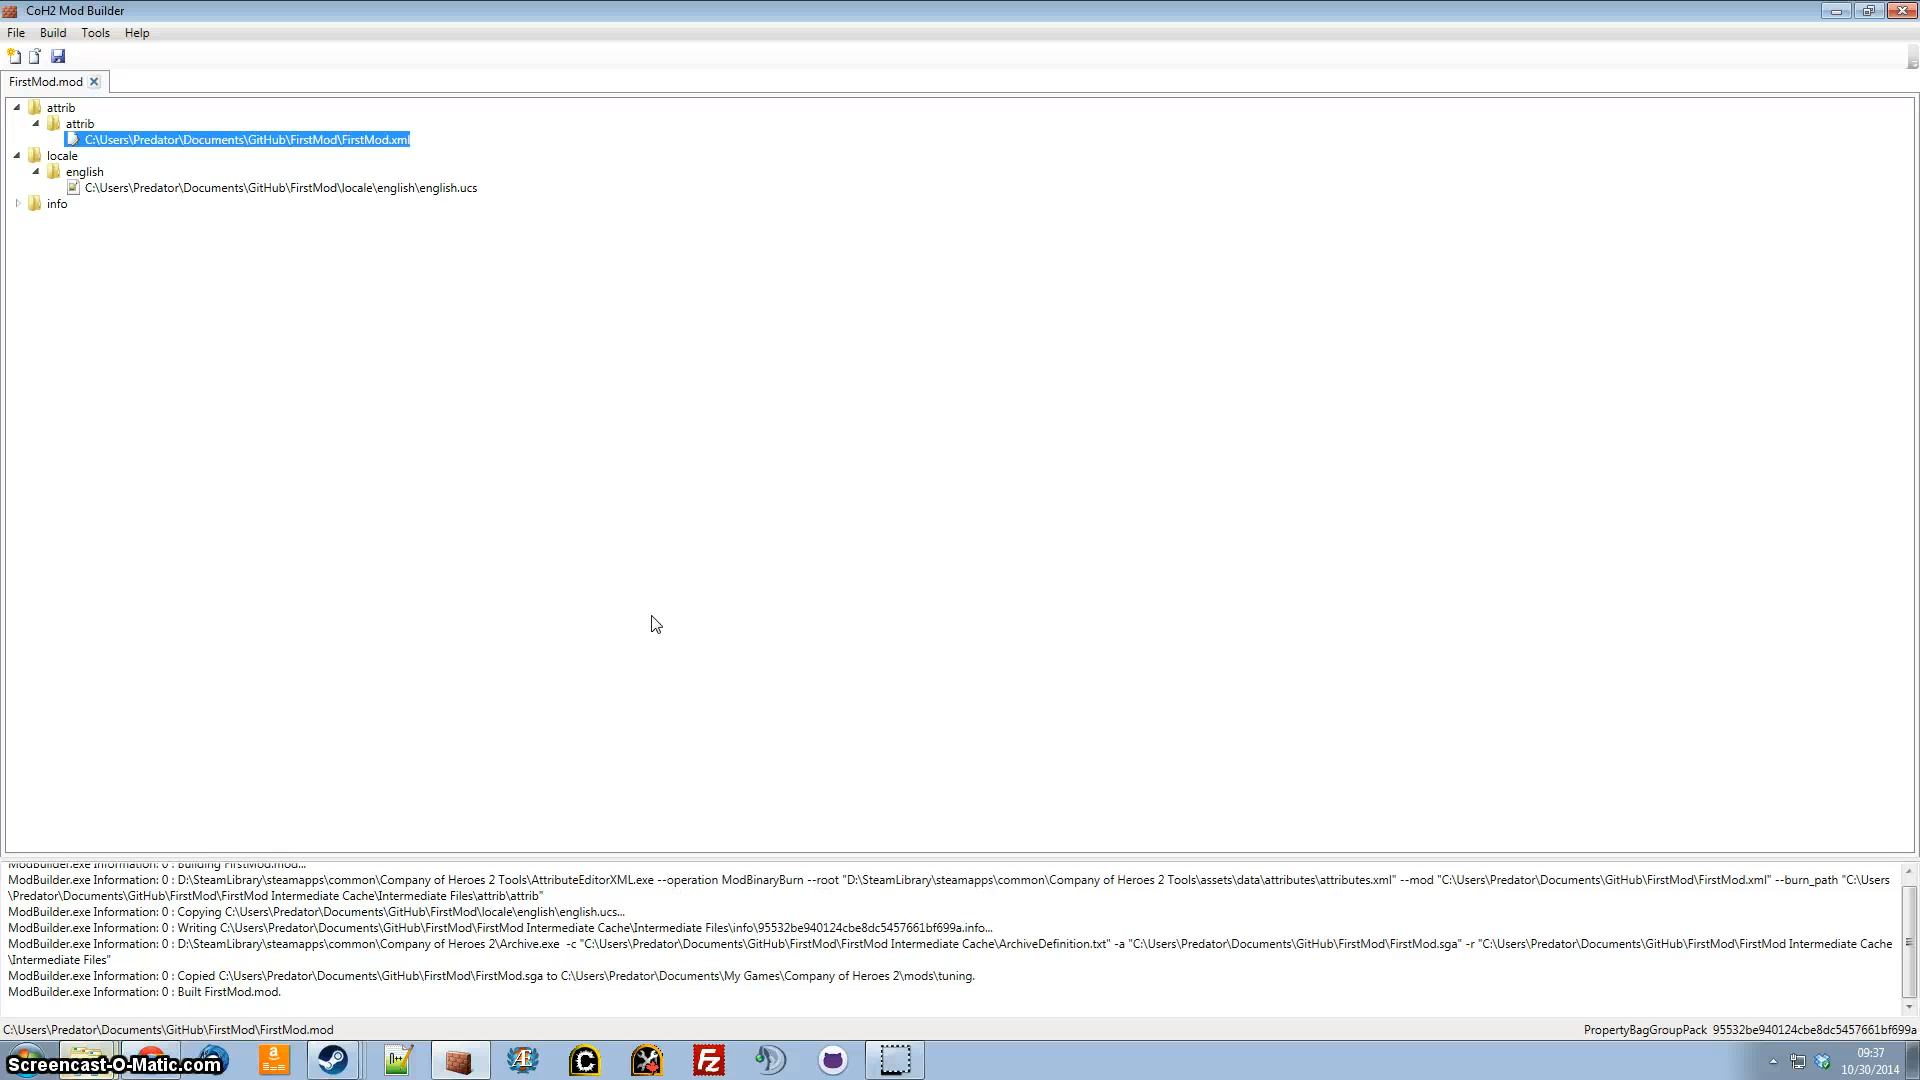 CoH2 Mod Builder
File Build Tools Help
FirstMod.mod
attrib
attrib
C:\Users\Predator\Documents\GitHub\FirstMod\FirstMod.xml
locale
english
C:\Users\Predator\Documents\GitHub\FirstMod\locale\english\english.ucs
info
ModBuilder.exe Information: 0 : Building FirstMod.mod...
ModBuilder.exe Information: 0 : D:\SteamLibrary\steamapps\common\Company of Heroes 2 Tools\AttributeEditorXML.exe --operation ModBinaryBurn --root "D:\SteamLibrary\steamapps\common\Company of Heroes 2 Tools\assets\data\attributes\attributes.xml" --mod "C:\Users\Predator\Documents\GitHub\FirstMod\FirstMod.xml" --burn_path "C:\Users
\Predator\Documents\GitHub\FirstMod\FirstMod Intermediate Cache\Intermediate Files\attrib\attrib"
ModBuilder.exe Information: 0 : Copying C:\Users\Predator\Documents\GitHub\FirstMod\locale\english\english.ucs...
ModBuilder.exe Information: 0 : Writing C:\Users\Predator\Documents\GitHub\FirstMod\FirstMod Intermediate Cache\Intermediate Files\info\95532be940124cbe8dc5457661bf699a.info...
ModBuilder.exe Information: 0 : D:\SteamLibrary\steamapps\common\Company of Heroes 2\Archive.exe -c "C:\Users\Predator\Documents\GitHub\FirstMod\FirstMod Intermediate Cache\ArchiveDefinition.txt" -a "C:\Users\Predator\Documents\GitHub\FirstMod\FirstMod.sga" -r "C:\Users\Predator\Documents\GitHub\FirstMod\FirstMod Intermediate Cache
\Intermediate Files"
ModBuilder.exe Information: 0 : Copied C:\Users\Predator\Documents\GitHub\FirstMod\FirstMod.sga to C:\Users\Predator\Documents\My Games\Company of Heroes 2\mods\tuning.
ModBuilder.exe Information: 0 : Built FirstMod.mod.
C:\Users\Predator\Documents\GitHub\FirstMod\FirstMod.mod
PropertyBagGroupPack 95532be940124cbe8dc5457661bf699a
Screencast-O-Matic.com
09:37
10/30/2014